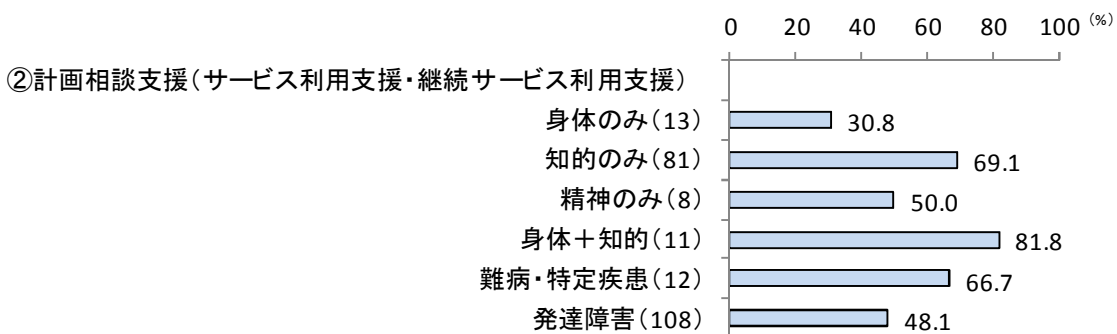 0 20 40 60 80 100 (%)
②計画相談支援(サービス利用支援・継続サービス利用支援)
身体のみ(13) 30.8
知的のみ(81) 69.1
精神のみ(8) 50.0
身体+知的(11) 81.8
難病・特定疾患(12) 66.7
発達障害(108) 48.1